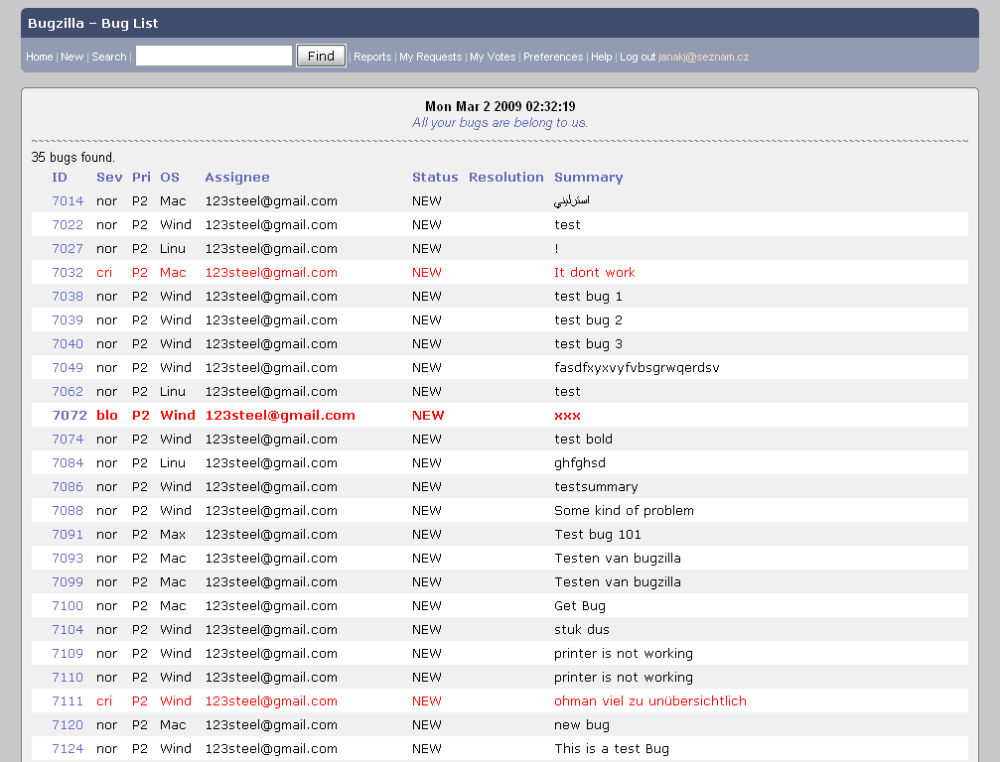 Bugzilla – Bug List
Home | New | Search | Find | Reports | My Requests | My Votes | Preferences | Help | Log out janakj@seznam.cz
Mon Mar 2 2009 02:32:19
All your bugs are belong to us.
35 bugs found.
ID Sev Pri OS Assignee Status Resolution Summary
7014 nor P2 Mac 123steel@gmail.com NEW
7022 nor P2 Wind 123steel@gmail.com NEW test
7027 nor P2 Linu 123steel@gmail.com NEW !
7032 cri P2 Mac 123steel@gmail.com NEW It dont work
7038 nor P2 Wind 123steel@gmail.com NEW test bug 1
7039 nor P2 Wind 123steel@gmail.com NEW test bug 2
7040 nor P2 Wind 123steel@gmail.com NEW test bug 3
7049 nor P2 Wind 123steel@gmail.com NEW fasdfxyxvyfvbsgrwqerdsv
7062 nor P2 Linu 123steel@gmail.com NEW test
7072 blo P2 Wind 123steel@gmail.com NEW xxx
7074 nor P2 Wind 123steel@gmail.com NEW test bold
7084 nor P2 Linu 123steel@gmail.com NEW ghfghsd
7086 nor P2 Wind 123steel@gmail.com NEW testsummary
7088 nor P2 Wind 123steel@gmail.com NEW Some kind of problem
7091 nor P2 Max 123steel@gmail.com NEW Test bug 101
7093 nor P2 Mac 123steel@gmail.com NEW Testen van bugzilla
7099 nor P2 Mac 123steel@gmail.com NEW Testen van bugzilla
7100 nor P2 Mac 123steel@gmail.com NEW Get Bug
7104 nor P2 Wind 123steel@gmail.com NEW stuk dus
7109 nor P2 Wind 123steel@gmail.com NEW printer is not working
7110 nor P2 Wind 123steel@gmail.com NEW printer is not working
7111 cri P2 Wind 123steel@gmail.com NEW ohman viel zu unübersichtlich
7120 nor P2 Mac 123steel@gmail.com NEW new bug
7124 nor P2 Wind 123steel@gmail.com NEW This is a test Bug